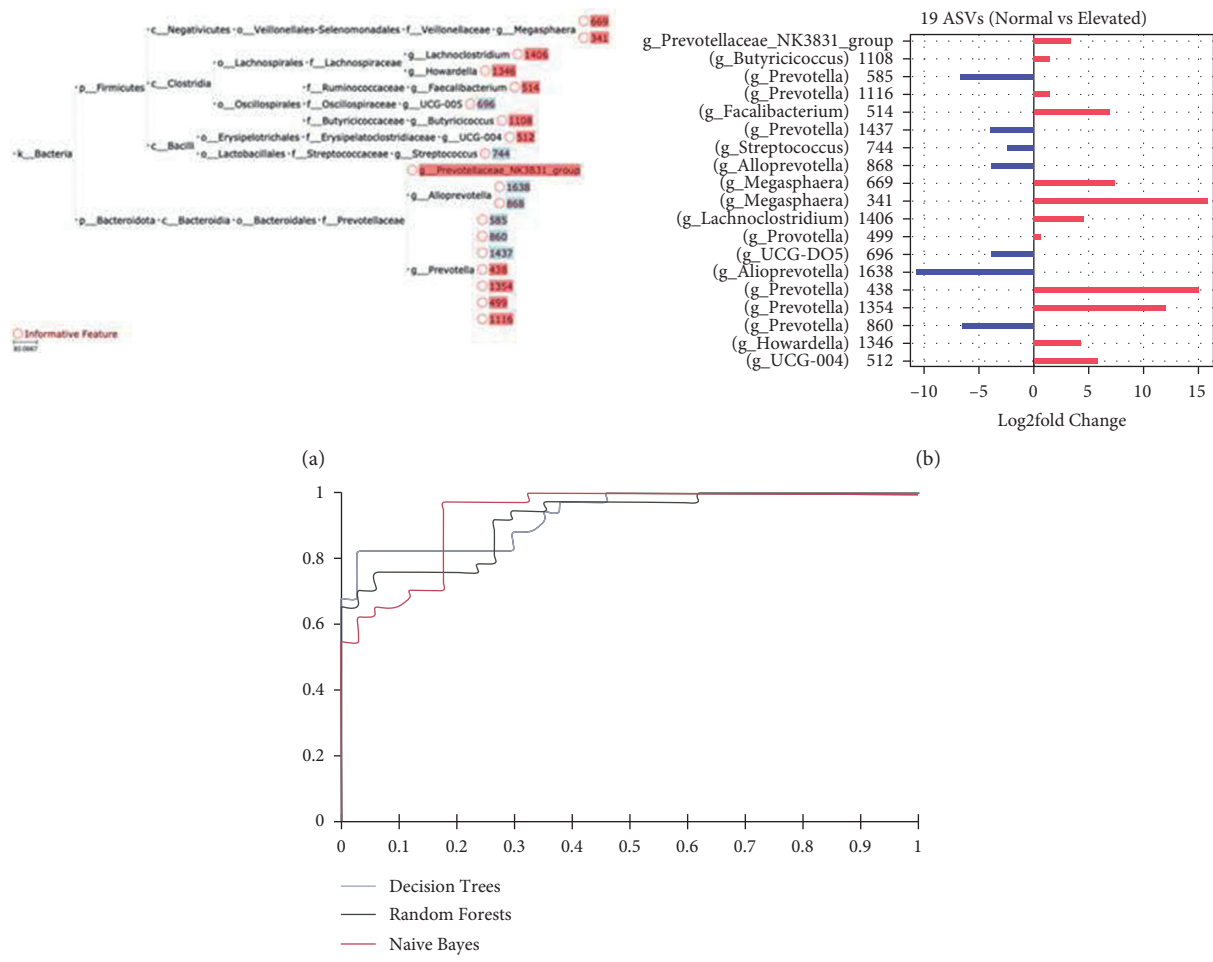 c__Negativicutes o__Veillonellales-Selenomonadales f__Veillonellaceae g__Megasphaera 669
341
o__Lachnospirales f__Lachnospiraceae g__Lachnoclostridium 1406
g__Howardella 1346
p__Firmicutes c__Clostridia
f__Ruminococcaceae g__Faecalibacterium 514
o__Oscillospirales f__Oscillospiraceae g__UCG-005 696
f__Butyricicoccaceae g__Butyricicoccus 1108
c__Bacilli o__Erysipelotrichales f__Erysipelatoclostridiaceae g__UCG-004 512
o__Lactobacillales f__Streptococcaceae g__Streptococcus 744
k__Bacteria
g__Prevotellaceae_NK3831_group
g__Alloprevotella 1638
868
p__Bacteroidota c__Bacteroidia o__Bacteroidales f__Prevotellaceae
585
860
1437
g__Prevotella 438
1354
499
1116
Informative Feature
(a)
19 ASVs (Normal vs Elevated)
g_Prevotellaceae_NK3831_group
(g_Butyricicoccus) 1108
(g_Prevotella) 585
(g_Prevotella) 1116
(g_Facalibacterium) 514
(g_Prevotella) 1437
(g_Streptococcus) 744
(g_Alloprevotella) 868
(g_Megasphaera) 669
(g_Megasphaera) 341
(g_Lachnoclostridium) 1406
(g_Provotella) 499
(g_UCG-DO5) 696
(g_Alioprevotella) 1638
(g_Prevotella) 438
(g_Prevotella) 1354
(g_Prevotella) 860
(g_Howardella) 1346
(g_UCG-004) 512
−10 −5 0 5 10 15
Log2fold Change
(b)
1
0.8
0.6
0.4
0.2
0
0 0.1 0.2 0.3 0.4 0.5 0.6 0.7 0.8 0.9 1
Decision Trees
Random Forests
Naive Bayes